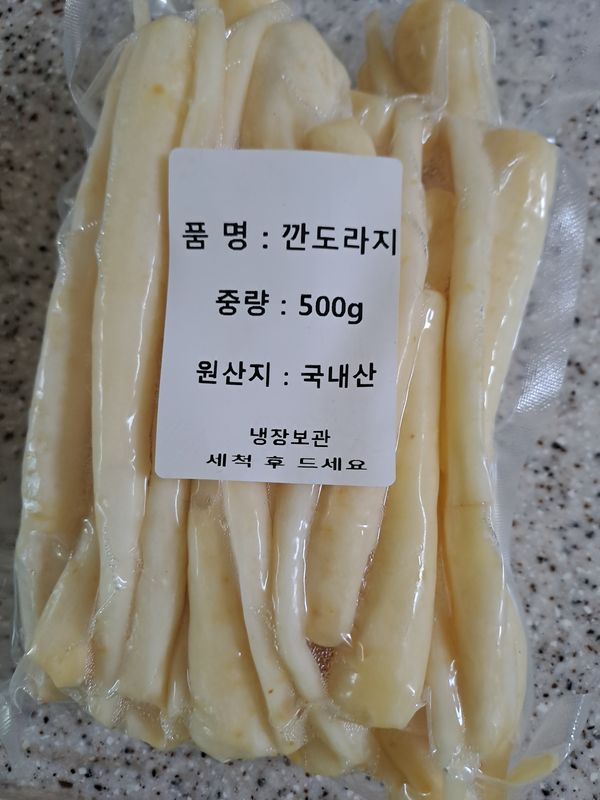 품 명 : 깐도라지
중량 : 500g
원산지 : 국내산
냉장보관
세척 후 드세요